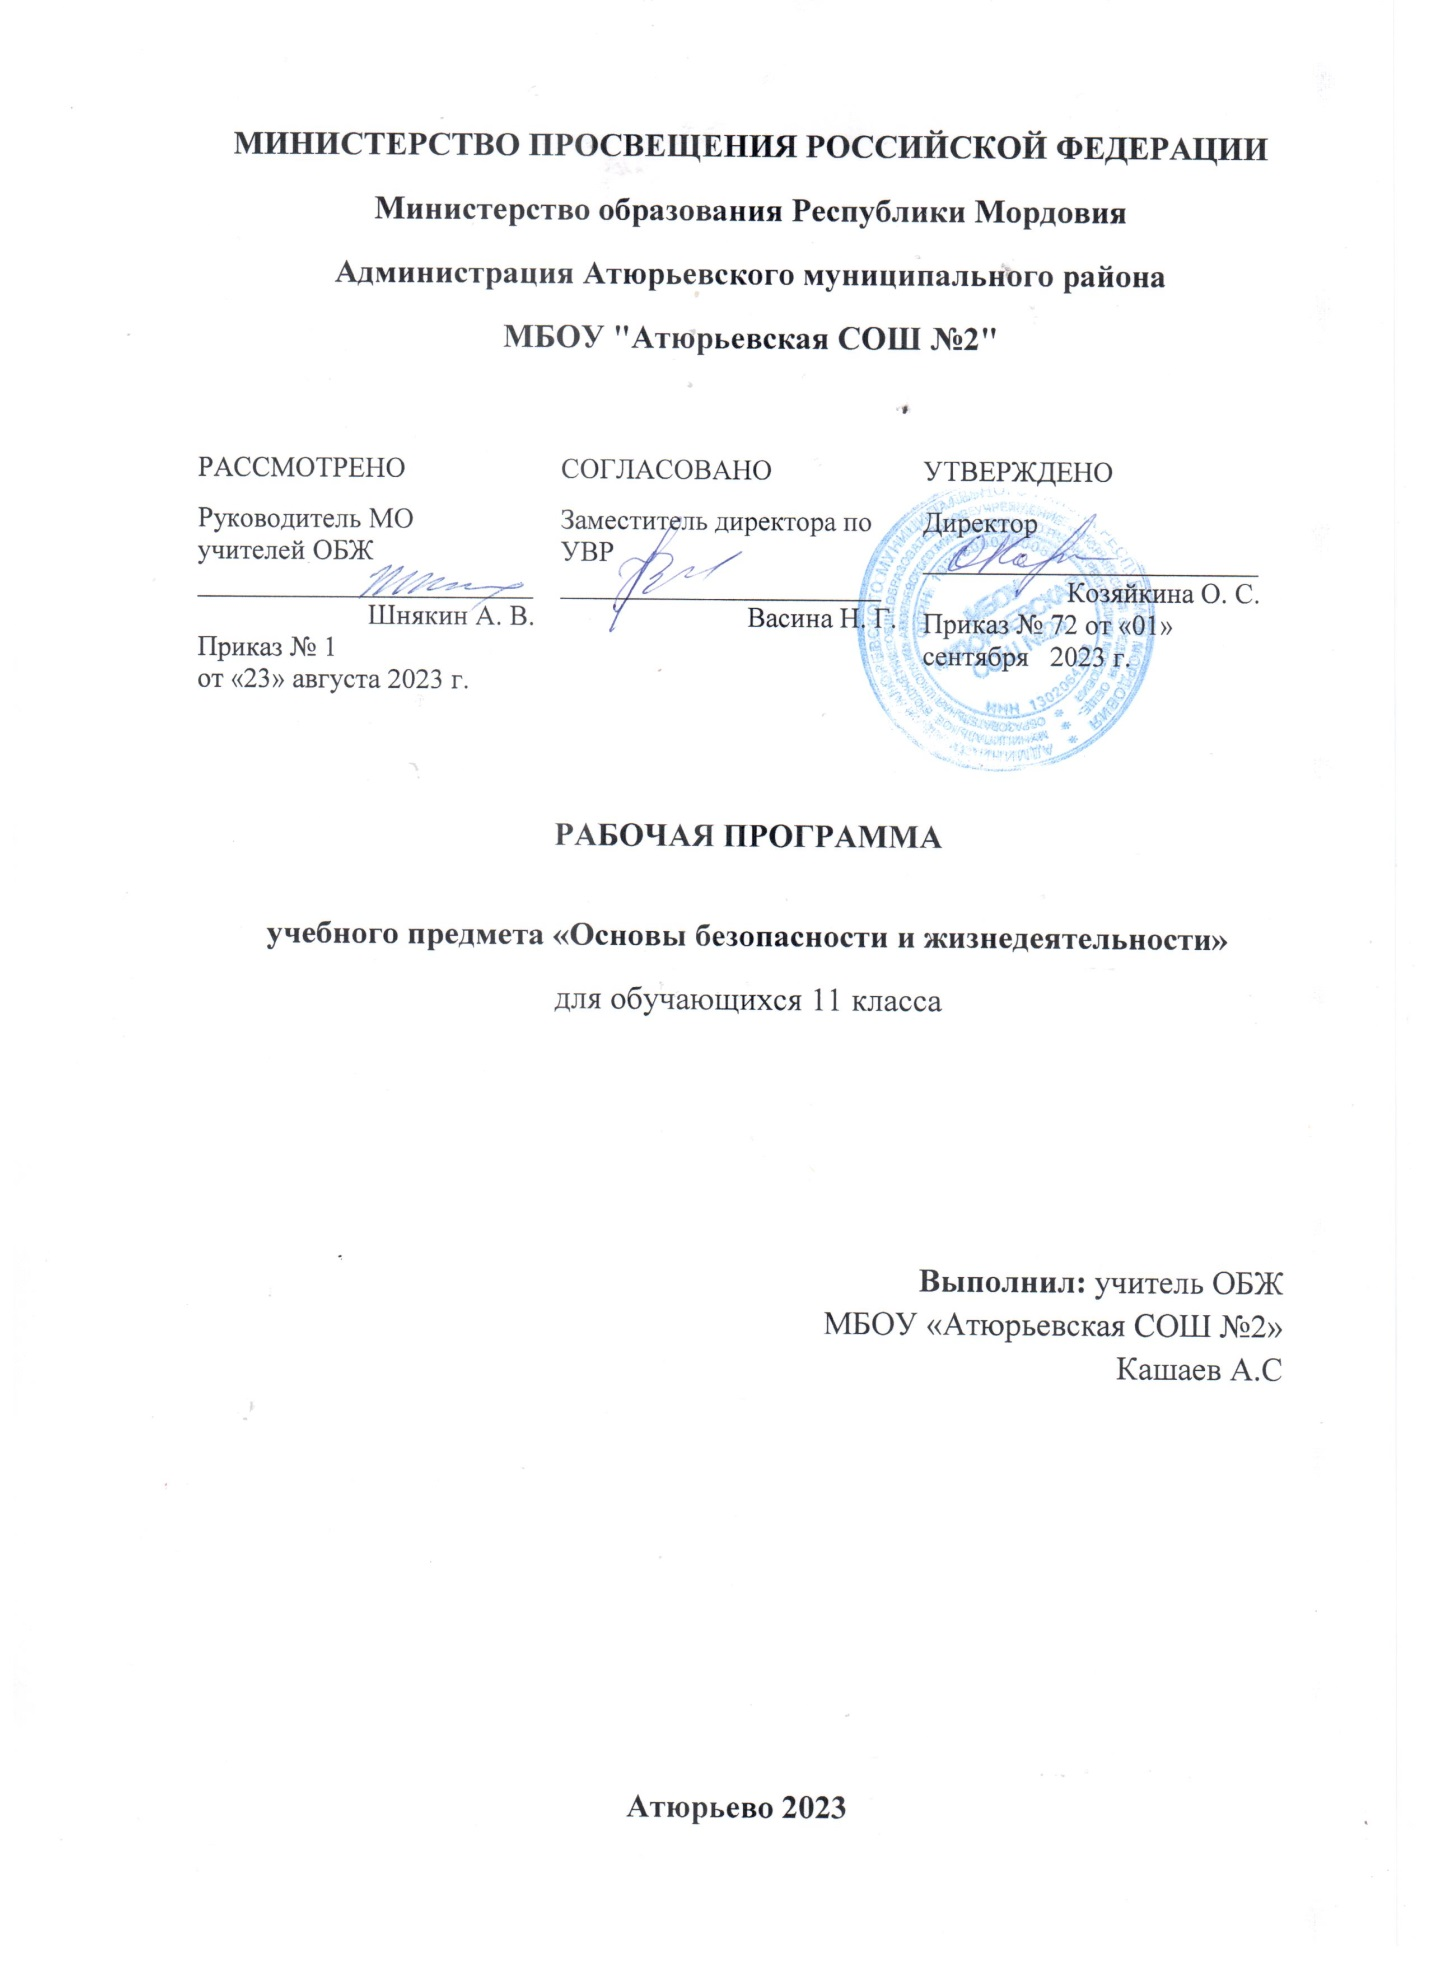 МИНИСТЕРСТВО ПРОСВЕЩЕНИЯ РОССИЙСКОЙ ФЕДЕРАЦИИ
Министерство образования Республики Мордовия
Администрация Атюрьевского муниципального района
МБОУ "Атюрьевская СОШ №2"
РАССМОТРЕНО
Руководитель МО
учителей ОБЖ
Шнякин А. В.
Приказ № 1
от «23» августа 2023 г.
СОГЛАСОВАНО
Заместитель директора по
УВР
Васина Н. Г.
УТВЕРЖДЕНО
Директор
Козяйкина О. С.
Приказ № 72 от «01»
сентября 2023 г.
МБОУ
СОШ
ИНН
РАБОЧАЯ ПРОГРАММА
учебного предмета «Основы безопасности и жизнедеятельности»
для обучающихся 11 класса
Выполнил: учитель ОБЖ
МБОУ «Атюрьевская СОШ №2»
Кашаев А.С
Атюрьево 2023